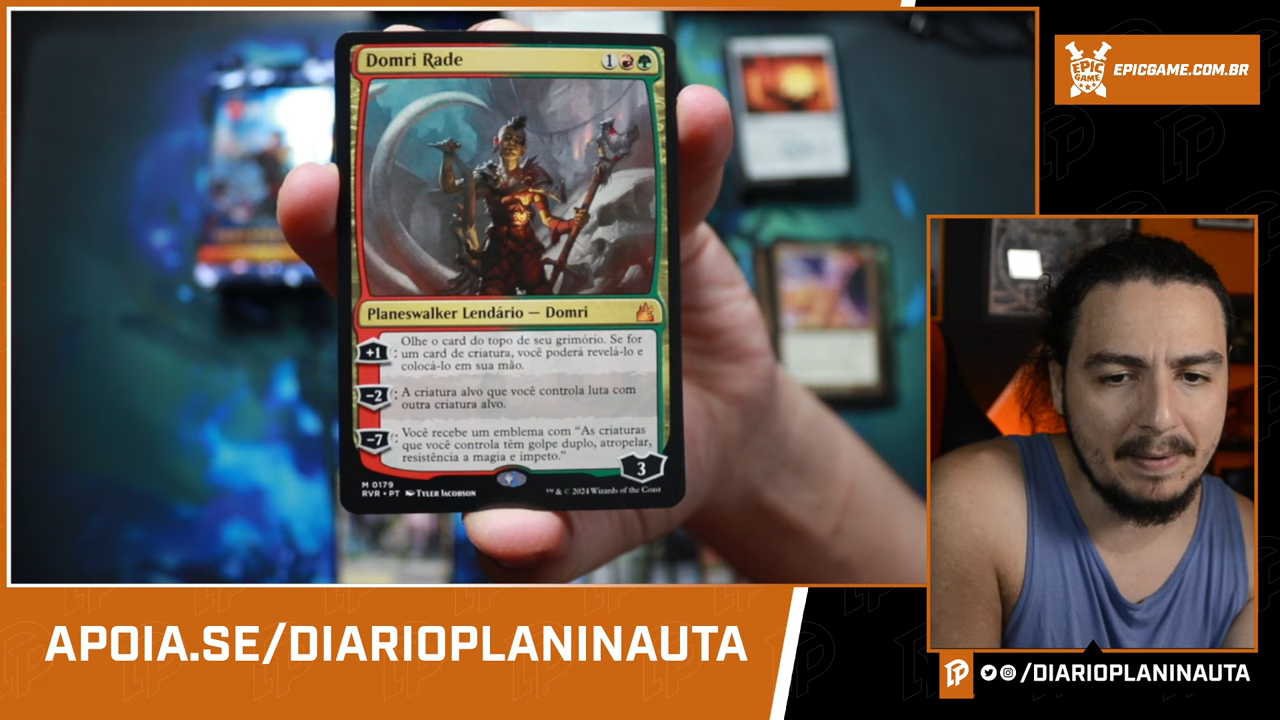 Domri Rade
1
Planeswalker Lendário — Domri
+1: Olhe o card do topo de seu grimório. Se for
um card de criatura, você poderá revelá-lo e
colocá-lo em sua mão.
−2: A criatura alvo que você controla luta com
outra criatura alvo.
−7: Você recebe um emblema com “As criaturas
que você controla têm golpe duplo, atropelar,
resistência a magia e ímpeto.”
3
M 0179
RVR • PT TYLER JACOBSON
™ & © 2024 Wizards of the Coast
EPIC
GAME
EPICGAME.COM.BR
APOIA.SE/DIARIOPLANINAUTA
/DIARIOPLANINAUTA